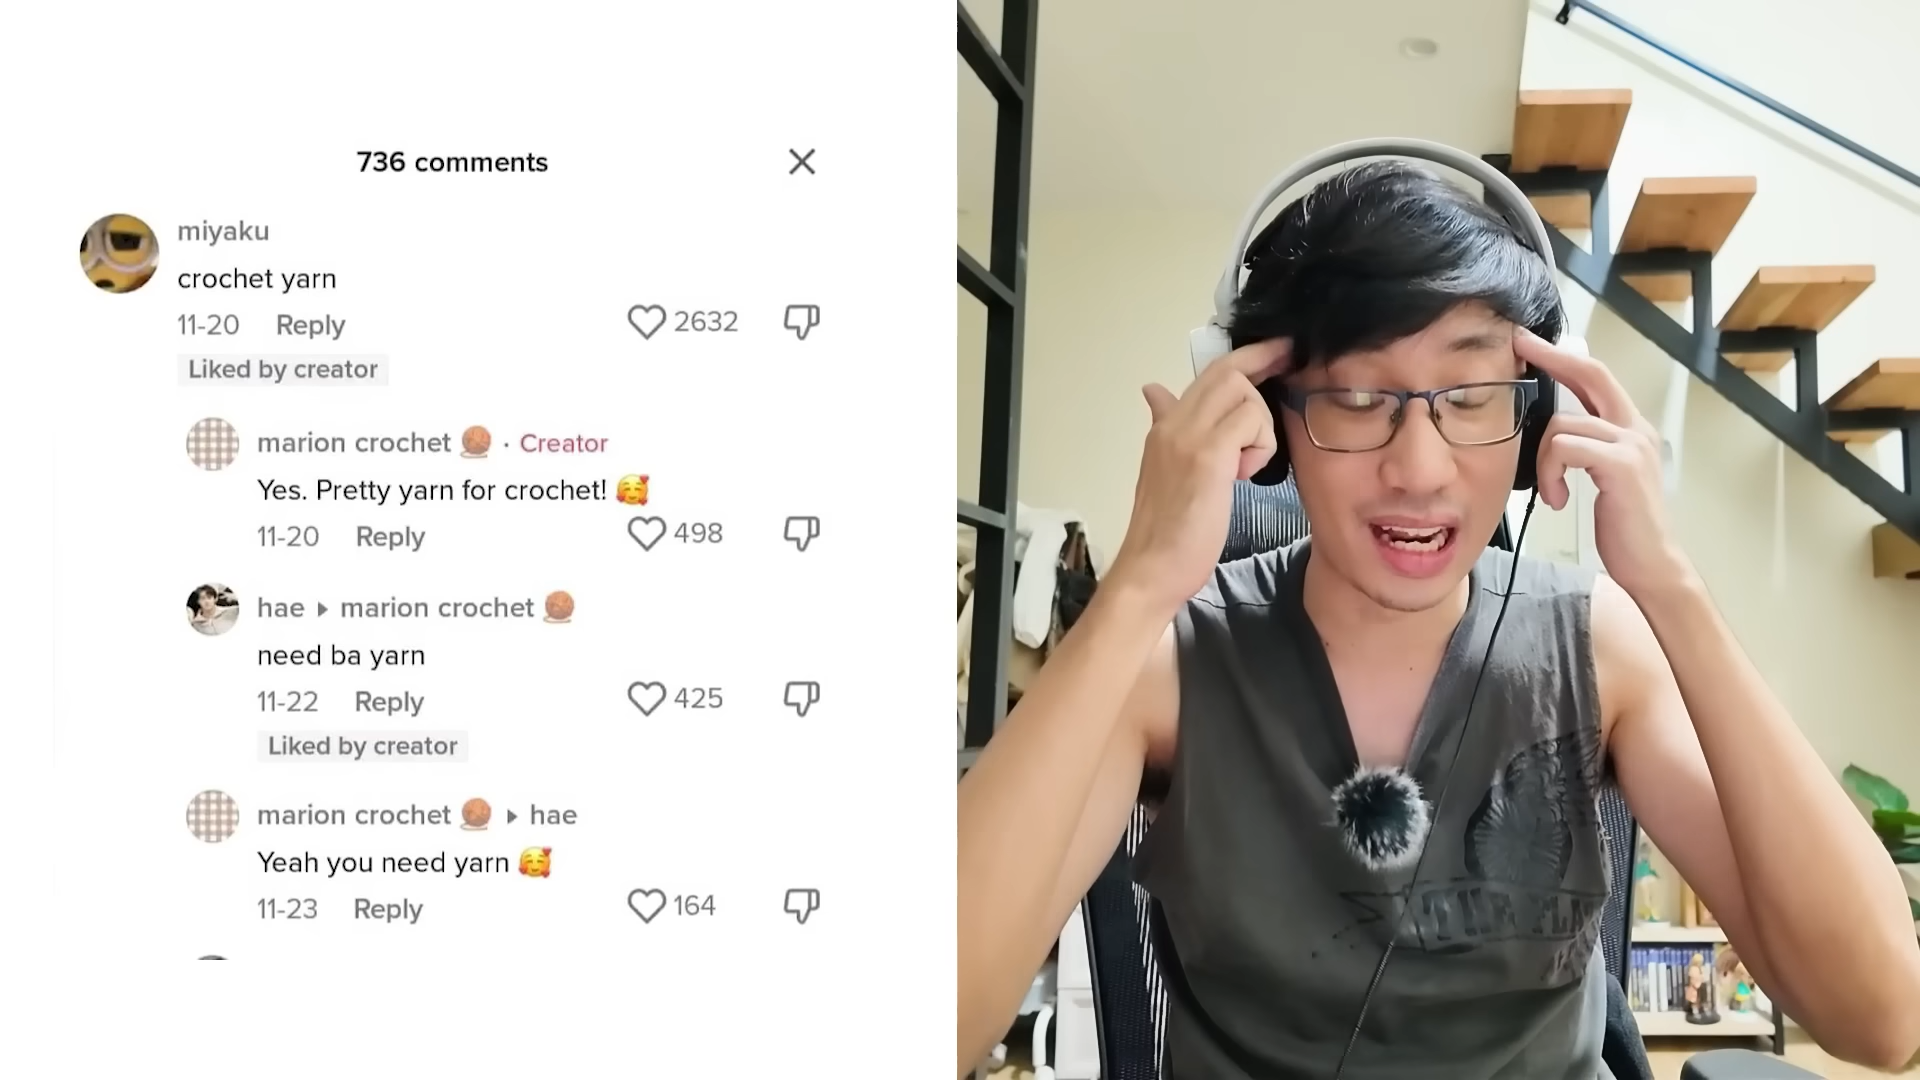 736 comments
miyaku
crochet yarn
11-20 Reply 2632
Liked by creator
marion crochet 🧶 · Creator
Yes. Pretty yarn for crochet! 🥰
11-20 Reply 498
hae ▸ marion crochet 🧶
need ba yarn
11-22 Reply 425
Liked by creator
marion crochet 🧶 ▸ hae
Yeah you need yarn 🥰
11-23 Reply 164
THE